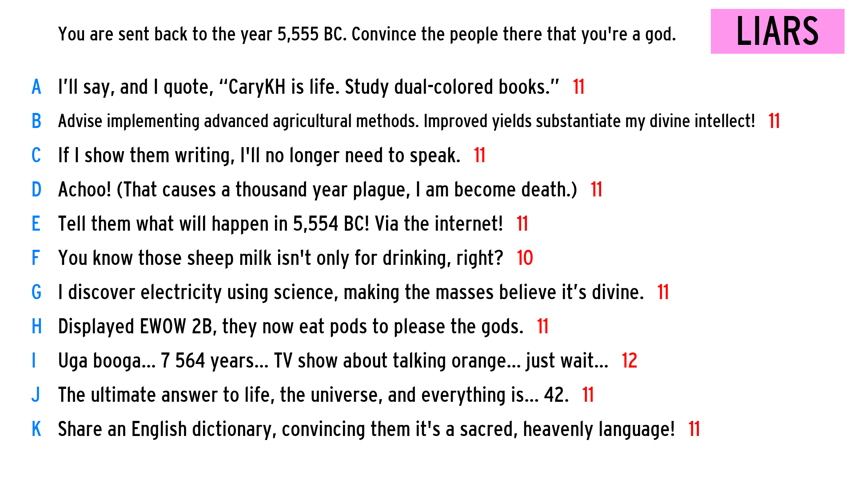 You are sent back to the year 5,555 BC. Convince the people there that you're a god.
LIARS
A I’ll say, and I quote, “CaryKH is life. Study dual-colored books.” 11
B Advise implementing advanced agricultural methods. Improved yields substantiate my divine intellect! 11
C If I show them writing, I'll no longer need to speak. 11
D Achoo! (That causes a thousand year plague, I am become death.) 11
E Tell them what will happen in 5,554 BC! Via the internet! 11
F You know those sheep milk isn't only for drinking, right? 10
G I discover electricity using science, making the masses believe it’s divine. 11
H Displayed EWOW 2B, they now eat pods to please the gods. 11
I Uga booga... 7 564 years... TV show about talking orange... just wait... 12
J The ultimate answer to life, the universe, and everything is... 42. 11
K Share an English dictionary, convincing them it's a sacred, heavenly language! 11